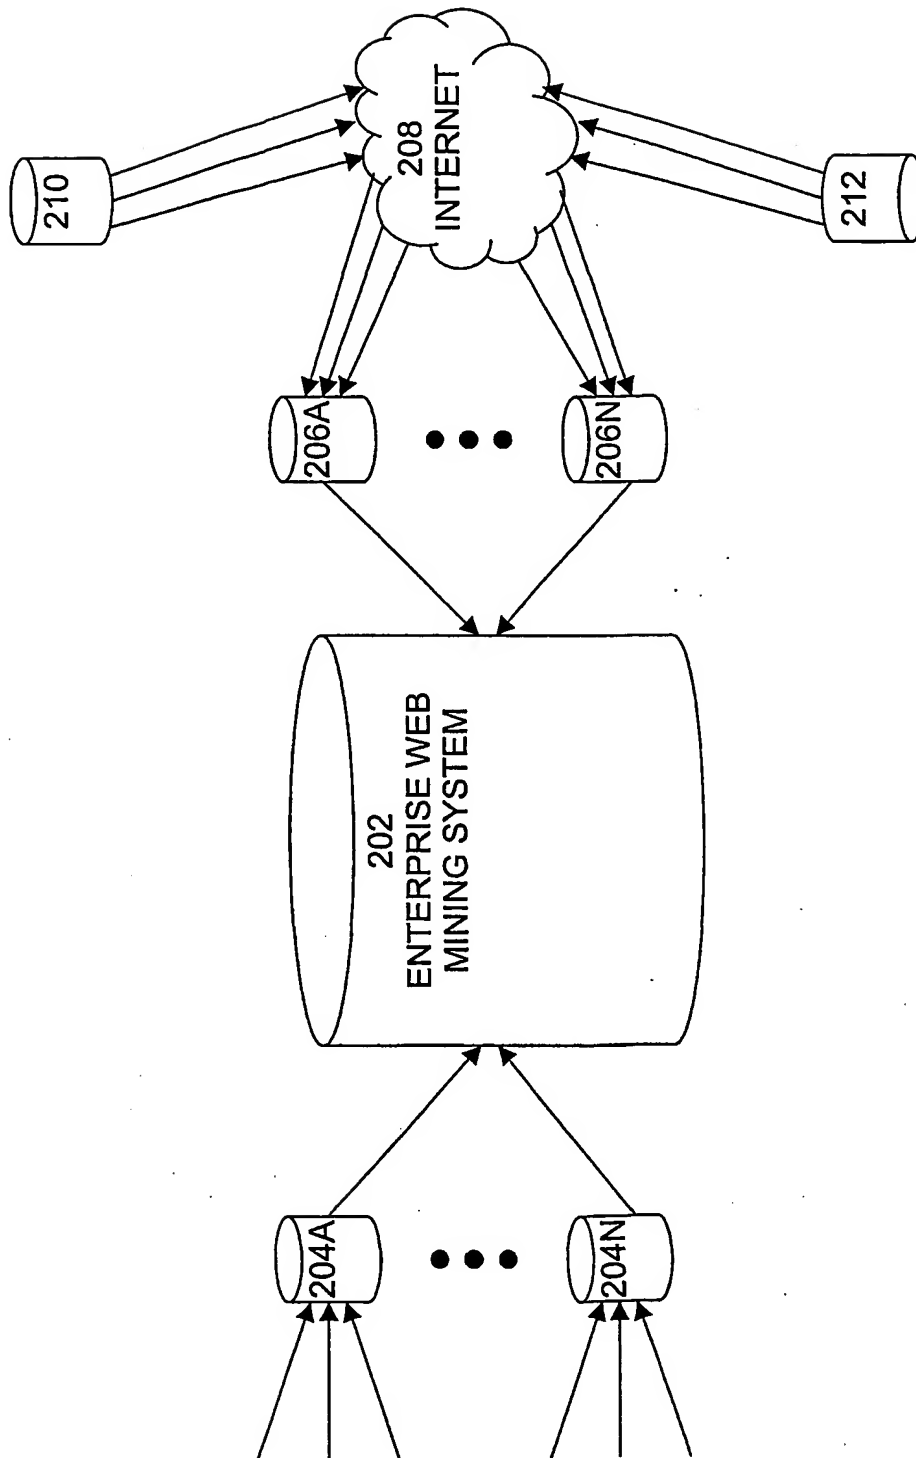 210
208
INTERNET
212
206A
206N
202
ENTERPRISE WEB
MINING SYSTEM
204A
204N